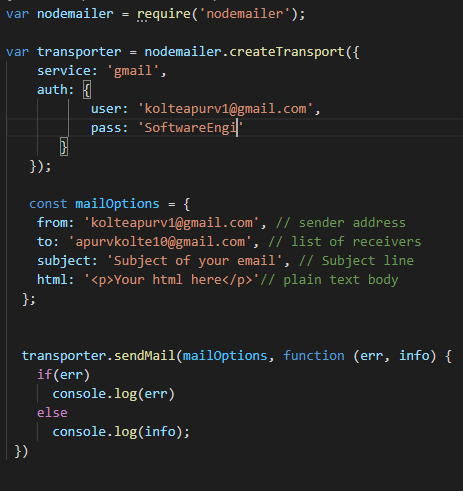 var nodemailer = require('nodemailer');
var transporter = nodemailer.createTransport({
service: 'gmail',
auth: {
user: 'kolteapurv1@gmail.com',
pass: 'SoftwareEngi'
}
});
const mailOptions = {
from: 'kolteapurv1@gmail.com', // sender address
to: 'apurvkolte10@gmail.com', // list of receivers
subject: 'Subject of your email', // Subject line
html: '<p>Your html here</p>'// plain text body
};
transporter.sendMail(mailOptions, function (err, info) {
if(err)
console.log(err)
else
console.log(info);
})